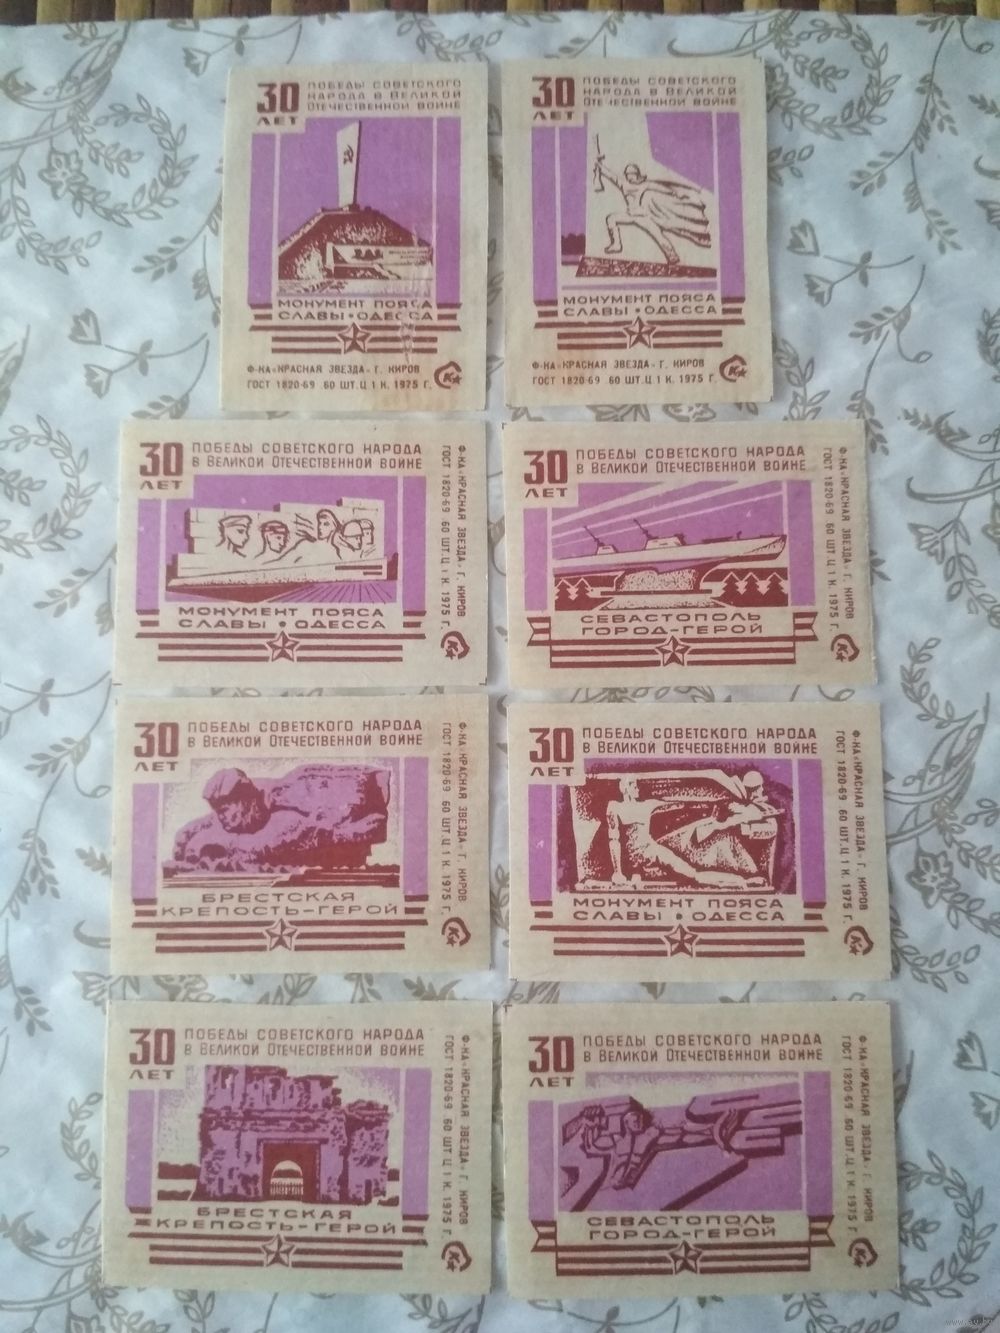 30 ПОБЕДЫ СОВЕТСКОГО
НАРОДА В ВЕЛИКОЙ
ЛЕТ ОТЕЧЕСТВЕННОЙ ВОЙНЕ
МОНУМЕНТ ПОЯСА
СЛАВЫ • ОДЕССА
Ф-КА «КРАСНАЯ ЗВЕЗДА» Г. КИРОВ
ГОСТ 1820-69 60 ШТ. Ц 1 К. 1975 Г.
30 ПОБЕДЫ СОВЕТСКОГО
НАРОДА В ВЕЛИКОЙ
ЛЕТ ОТЕЧЕСТВЕННОЙ ВОЙНЕ
МОНУМЕНТ ПОЯСА
СЛАВЫ • ОДЕССА
Ф-КА «КРАСНАЯ ЗВЕЗДА» Г. КИРОВ
ГОСТ 1820-69 60 ШТ. Ц 1 К. 1975 Г.
30 ПОБЕДЫ СОВЕТСКОГО НАРОДА
ЛЕТ В ВЕЛИКОЙ ОТЕЧЕСТВЕННОЙ ВОЙНЕ
МОНУМЕНТ ПОЯСА
СЛАВЫ • ОДЕССА
Ф-КА «КРАСНАЯ ЗВЕЗДА» Г. КИРОВ
ГОСТ 1820-69 60 ШТ. Ц 1 К. 1975 Г.
30 ПОБЕДЫ СОВЕТСКОГО НАРОДА
ЛЕТ В ВЕЛИКОЙ ОТЕЧЕСТВЕННОЙ ВОЙНЕ
СЕВАСТОПОЛЬ
ГОРОД-ГЕРОЙ
Ф-КА «КРАСНАЯ ЗВЕЗДА» Г. КИРОВ
ГОСТ 1820-69 60 ШТ. Ц 1 К. 1975 Г.
30 ПОБЕДЫ СОВЕТСКОГО НАРОДА
ЛЕТ В ВЕЛИКОЙ ОТЕЧЕСТВЕННОЙ ВОЙНЕ
БРЕСТСКАЯ
КРЕПОСТЬ-ГЕРОЙ
Ф-КА «КРАСНАЯ ЗВЕЗДА» Г. КИРОВ
ГОСТ 1820-69 60 ШТ. Ц 1 К. 1975 Г.
30 ПОБЕДЫ СОВЕТСКОГО НАРОДА
ЛЕТ В ВЕЛИКОЙ ОТЕЧЕСТВЕННОЙ ВОЙНЕ
МОНУМЕНТ ПОЯСА
СЛАВЫ • ОДЕССА
Ф-КА «КРАСНАЯ ЗВЕЗДА» Г. КИРОВ
ГОСТ 1820-69 60 ШТ. Ц 1 К. 1975 Г.
30 ПОБЕДЫ СОВЕТСКОГО НАРОДА
ЛЕТ В ВЕЛИКОЙ ОТЕЧЕСТВЕННОЙ ВОЙНЕ
БРЕСТСКАЯ
КРЕПОСТЬ-ГЕРОЙ
Ф-КА «КРАСНАЯ ЗВЕЗДА» Г. КИРОВ
ГОСТ 1820-69 60 ШТ. Ц 1 К. 1975 Г.
30 ПОБЕДЫ СОВЕТСКОГО НАРОДА
ЛЕТ В ВЕЛИКОЙ ОТЕЧЕСТВЕННОЙ ВОЙНЕ
СЕВАСТОПОЛЬ
ГОРОД-ГЕРОЙ
Ф-КА «КРАСНАЯ ЗВЕЗДА» Г. КИРОВ
ГОСТ 1820-69 60 ШТ. Ц 1 К. 1975 Г.